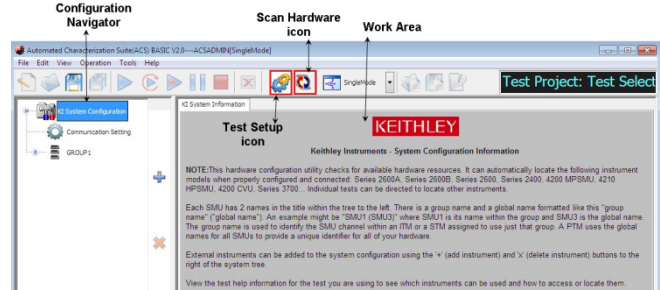 Configuration
Navigator
Scan Hardware
icon
Work Area
Automated Characterization Suite(ACS) BASIC V2.0---ACSADMIN[SingleMode]
File Edit View Operation Tools Help
SingleMode
Test Project: Test Select
KI System Configuration
Communication Setting
GROUP1
KI System Information
Test Setup
icon
KEITHLEY
Keithley Instruments - System Configuration Information
NOTE:This hardware configuration utility checks for available hardware resources. It can automatically locate the following instrument
models when properly configured and connected: Series 2600A, Series 2600B, Series 2600, Series 2400, 4200 MPSMU, 4210
HPSMU, 4200 CVU, Series 3700... Individual tests can be directed to locate other instruments.
Each SMU has 2 names in the title within the tree to the left. There is a group name and a global name formatted like this "group
name" ("global name"). An example might be "SMU1 (SMU3)" where SMU1 is its name within the group and SMU3 is the global name.
The group name is used to identify the SMU channel within an ITM or a STM assigned to use just that group. A PTM uses the global
names for all SMUs to provide a unique identifier for all of your hardware.
External instruments can be added to the system configuration using the '+' (add instrument) and 'x' (delete instrument) buttons to the
right of the system tree.
View the test help information for the test you are using to see which instruments can be used and how to access or locate them.